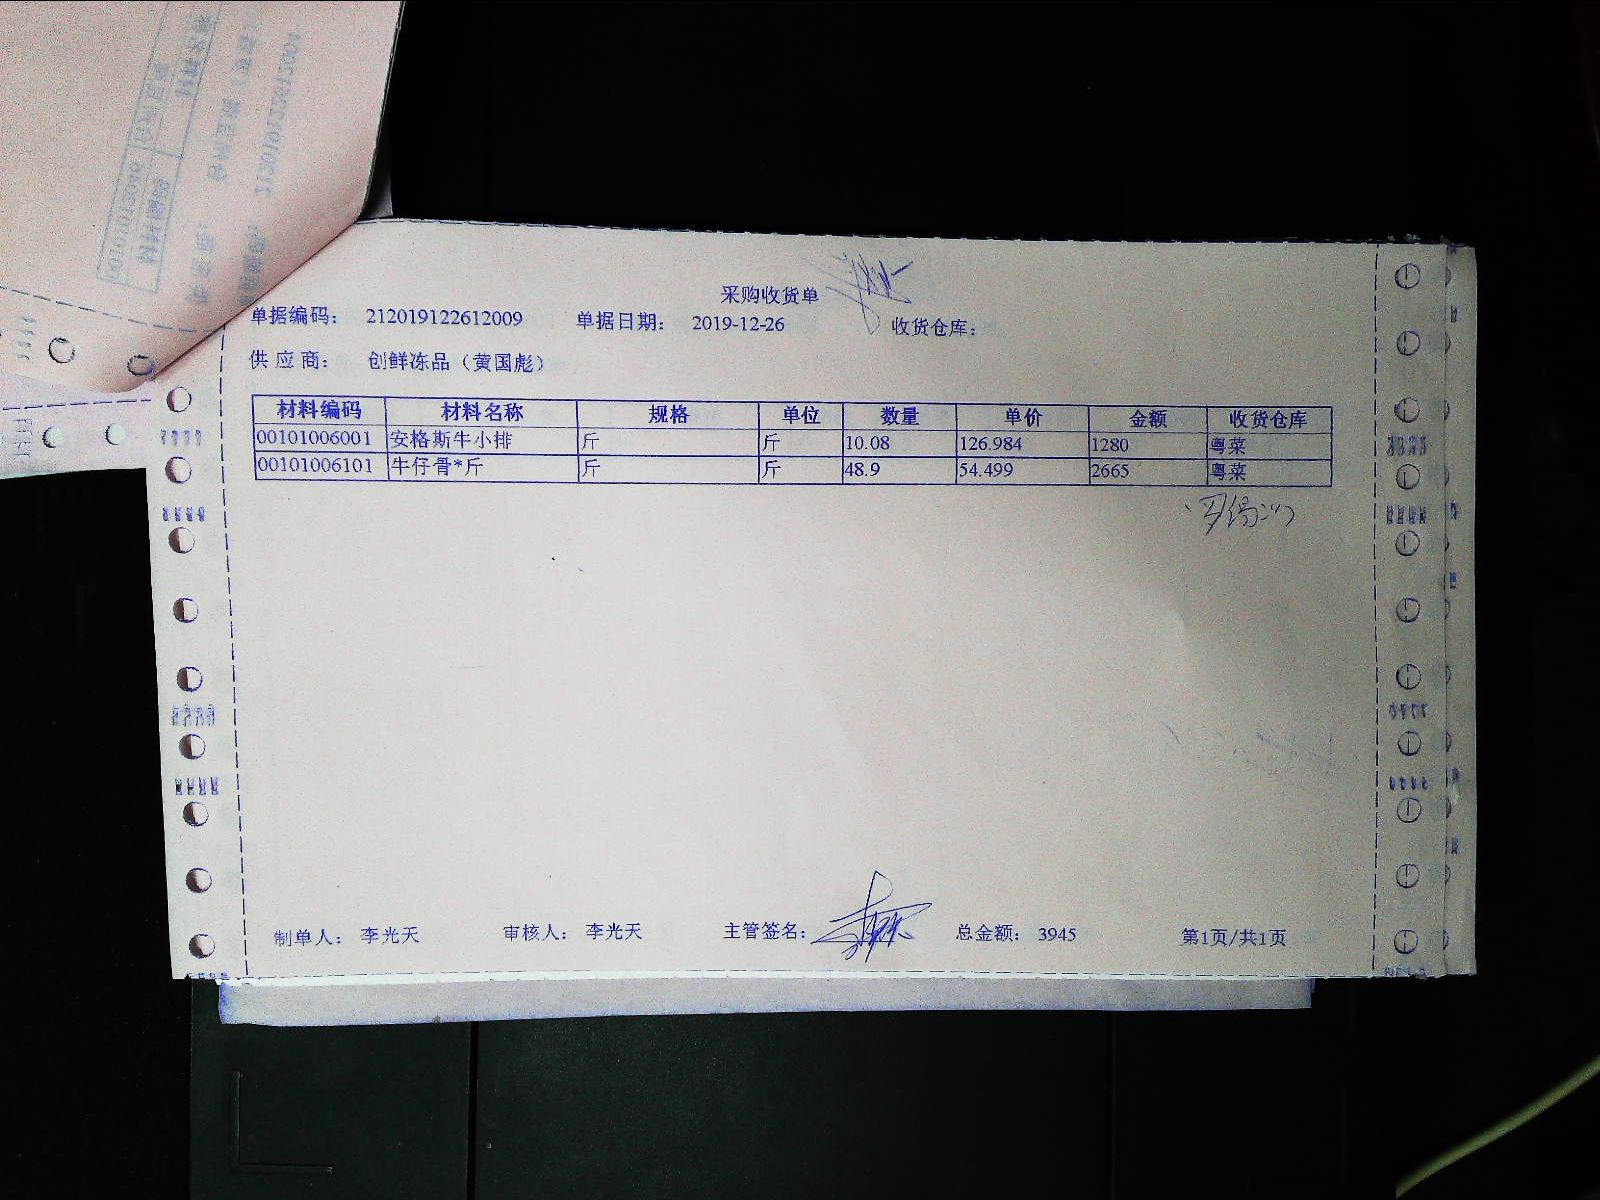 采购收货单
单据编码： 212019122612009 单据日期： 2019-12-26 收货仓库：
供 应 商： 创鲜冻品（黄国彪）
材料编码 材料名称 规格 单位 数量 单价 金额 收货仓库
00101006001 安格斯牛小排 斤 斤 10.08 126.984 1280 粤菜
00101006101 牛仔骨*斤 斤 斤 48.9 54.499 2665 粤菜
制单人： 李光天 审核人： 李光天 主管签名： 总金额： 3945 第1页/共1页